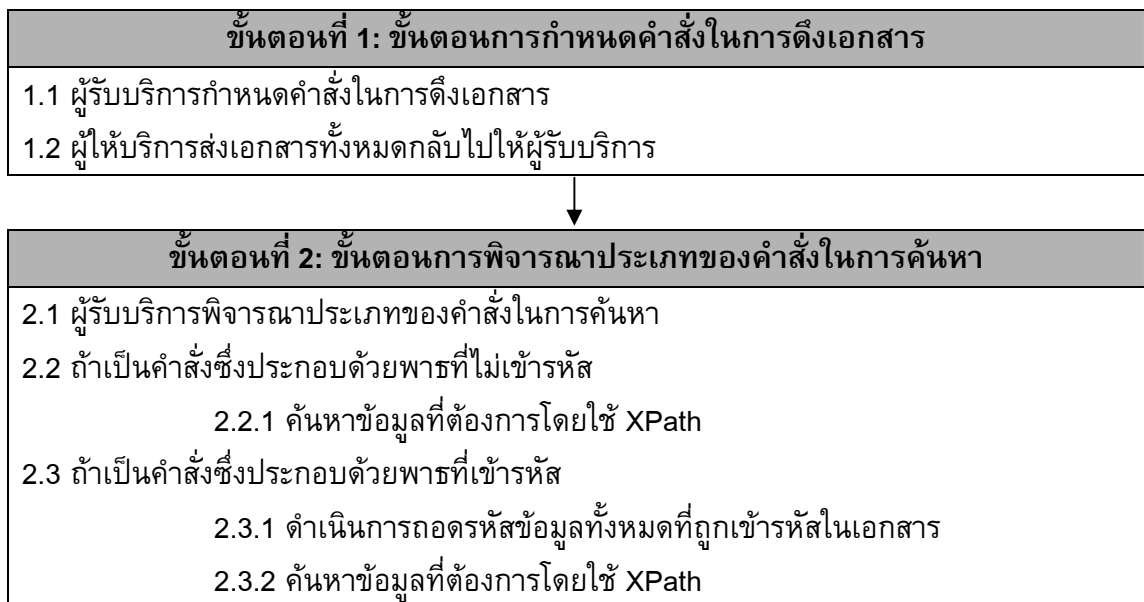 ขั้นตอนที่ 1: ขั้นตอนการกำหนดคำสั่งในการดึงเอกสาร
1.1 ผู้รับบริการกำหนดคำสั่งในการดึงเอกสาร
1.2 ผู้ให้บริการส่งเอกสารทั้งหมดกลับไปให้ผู้รับบริการ
ขั้นตอนที่ 2: ขั้นตอนการพิจารณาประเภทของคำสั่งในการค้นหา
2.1 ผู้รับบริการพิจารณาประเภทของคำสั่งในการค้นหา
2.2 ถ้าเป็นคำสั่งซึ่งประกอบด้วยพาธที่ไม่เข้ารหัส
2.2.1 ค้นหาข้อมูลที่ต้องการโดยใช้ XPath
2.3 ถ้าเป็นคำสั่งซึ่งประกอบด้วยพาธที่เข้ารหัส
2.3.1 ดำเนินการถอดรหัสข้อมูลทั้งหมดที่ถูกเข้ารหัสในเอกสาร
2.3.2 ค้นหาข้อมูลที่ต้องการโดยใช้ XPath